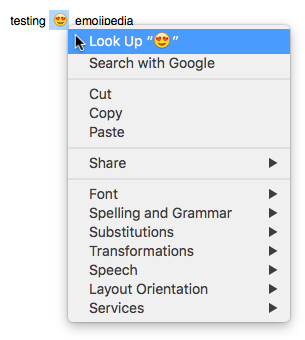 testing 😍 emojipedia
Look Up “😍”
Search with Google
Cut
Copy
Paste
Share
Font
Spelling and Grammar
Substitutions
Transformations
Speech
Layout Orientation
Services